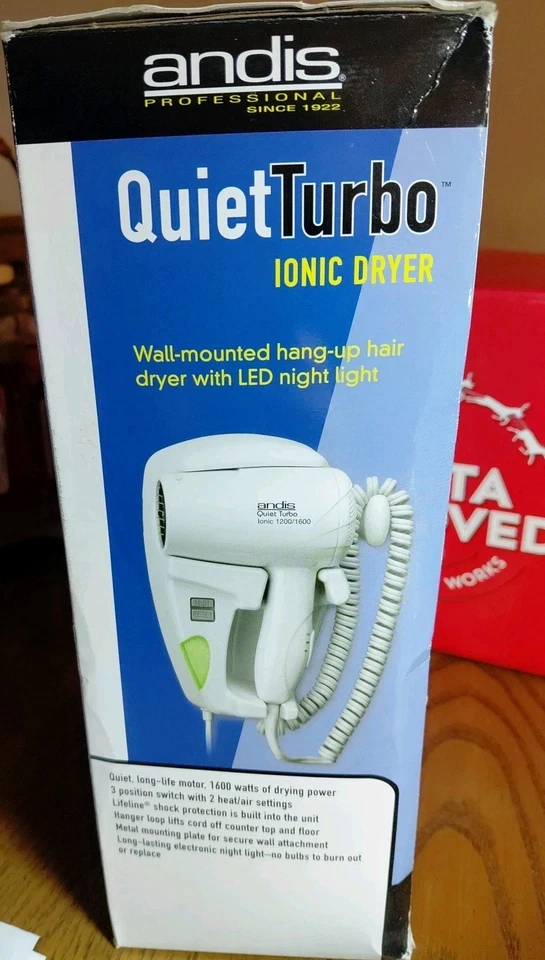 andis®
PROFESSIONAL
SINCE 1922
QuietTurbo™
IONIC DRYER
Wall-mounted hang-up hair
dryer with LED night light
andis
Quiet Turbo
Ionic 1200/1600
Quiet, long-life motor, 1600 watts of drying power
3 position switch with 2 heat/air settings
Lifeline® shock protection is built into the unit
Hanger loop lifts cord off counter top and floor
Metal mounting plate for secure wall attachment
Long-lasting electronic night light—no bulbs to burn out
or replace
TA
VED
WORKS